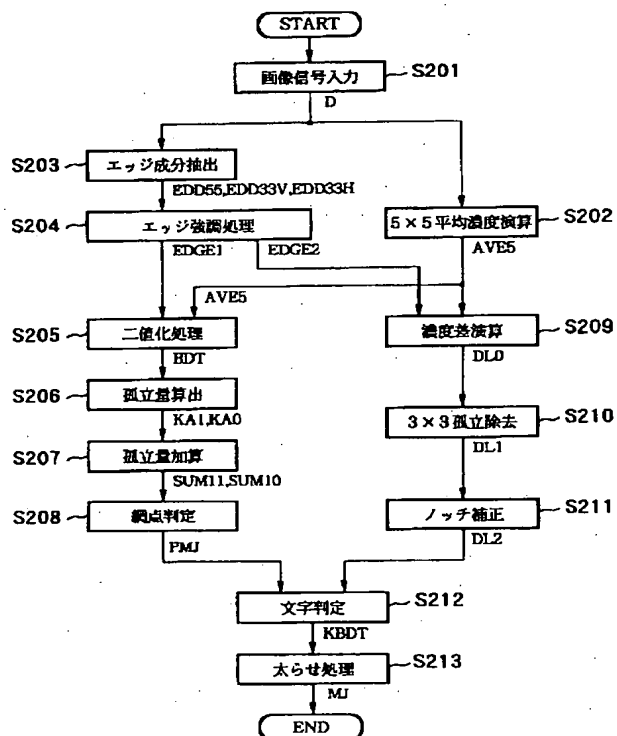 START
画像信号入力
S201
D
S203
エッジ成分抽出
EDD55,EDD33V,EDD33H
S204
エッジ強調処理
5×5平均濃度演算
S202
EDGE1
EDGE2
AVE5
AVE5
S205
二値化処理
濃度差演算
S209
BDT
DL0
S206
孤立量算出
3×3孤立除去
S210
KA1,KA0
DL1
S207
孤立量加算
SUM11,SUM10
S208
網点判定
ノッチ補正
S211
PMJ
DL2
文字判定
S212
KBDT
太らせ処理
S213
MJ
END